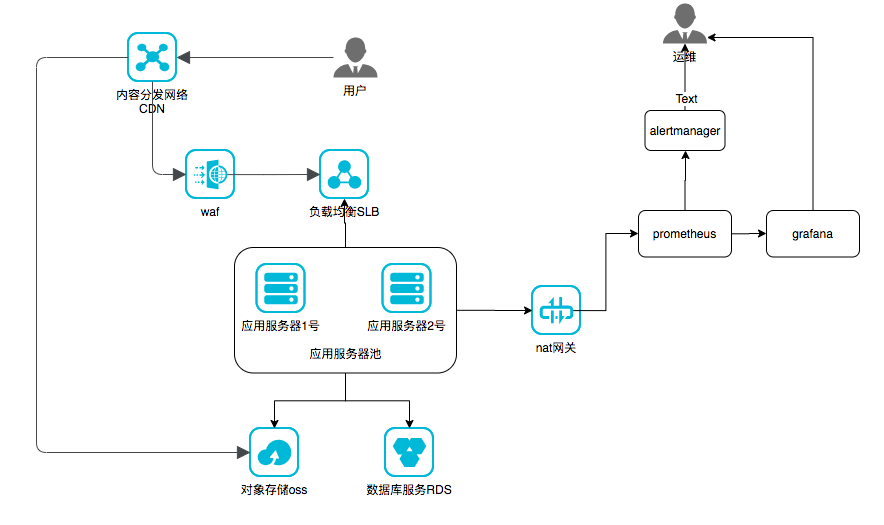 运维
用户
内容分发网络
CDN
Text
alertmanager
waf
负载均衡SLB
prometheus
grafana
应用服务器1号
应用服务器2号
应用服务器池
nat网关
对象存储oss
数据库服务RDS